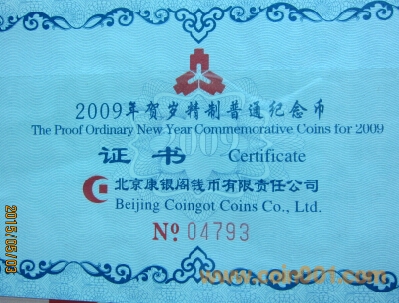 2009年贺岁精制普通纪念币
The Proof Ordinary New Year Commemorative Coins for 2009
2009
证书 Certificate
北京康银阁钱币有限责任公司
Beijing Coingot Coins Co., Ltd.
No 04793
2015/05/03